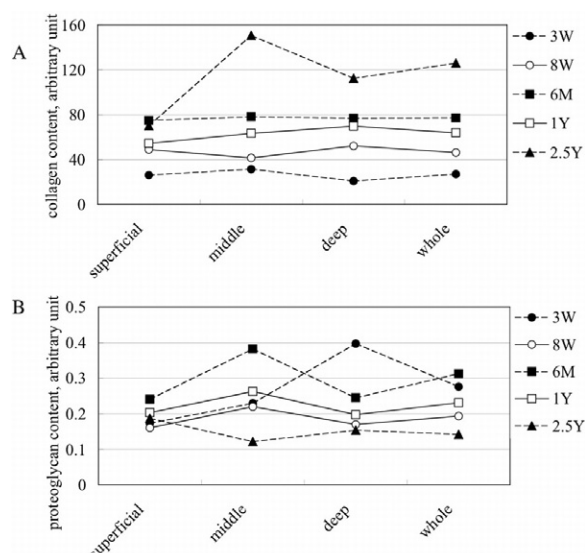 A
collagen content, arbitrary unit
160
120
80
40
0
superficial
middle
deep
whole
3W
8W
6M
1Y
2.5Y
B
proteoglycan content, arbitrary unit
0.5
0.4
0.3
0.2
0.1
0
superficial
middle
deep
whole
3W
8W
6M
1Y
2.5Y